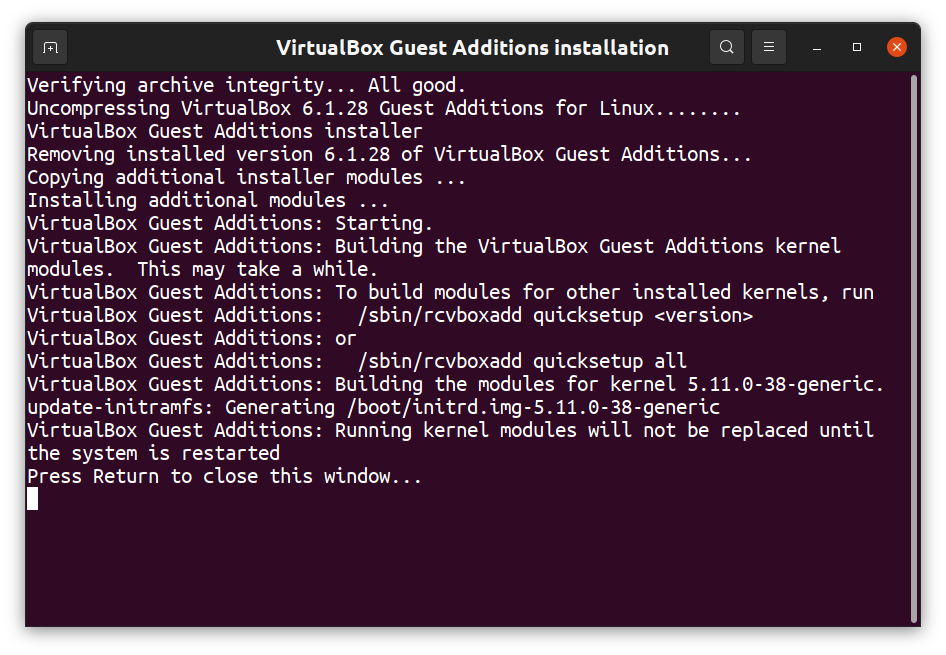 VirtualBox Guest Additions installation
Verifying archive integrity... All good.
Uncompressing VirtualBox 6.1.28 Guest Additions for Linux........
VirtualBox Guest Additions installer
Removing installed version 6.1.28 of VirtualBox Guest Additions...
Copying additional installer modules ...
Installing additional modules ...
VirtualBox Guest Additions: Starting.
VirtualBox Guest Additions: Building the VirtualBox Guest Additions kernel
modules.  This may take a while.
VirtualBox Guest Additions: To build modules for other installed kernels, run
VirtualBox Guest Additions:   /sbin/rcvboxadd quicksetup <version>
VirtualBox Guest Additions: or
VirtualBox Guest Additions:   /sbin/rcvboxadd quicksetup all
VirtualBox Guest Additions: Building the modules for kernel 5.11.0-38-generic.
update-initramfs: Generating /boot/initrd.img-5.11.0-38-generic
VirtualBox Guest Additions: Running kernel modules will not be replaced until
the system is restarted
Press Return to close this window...